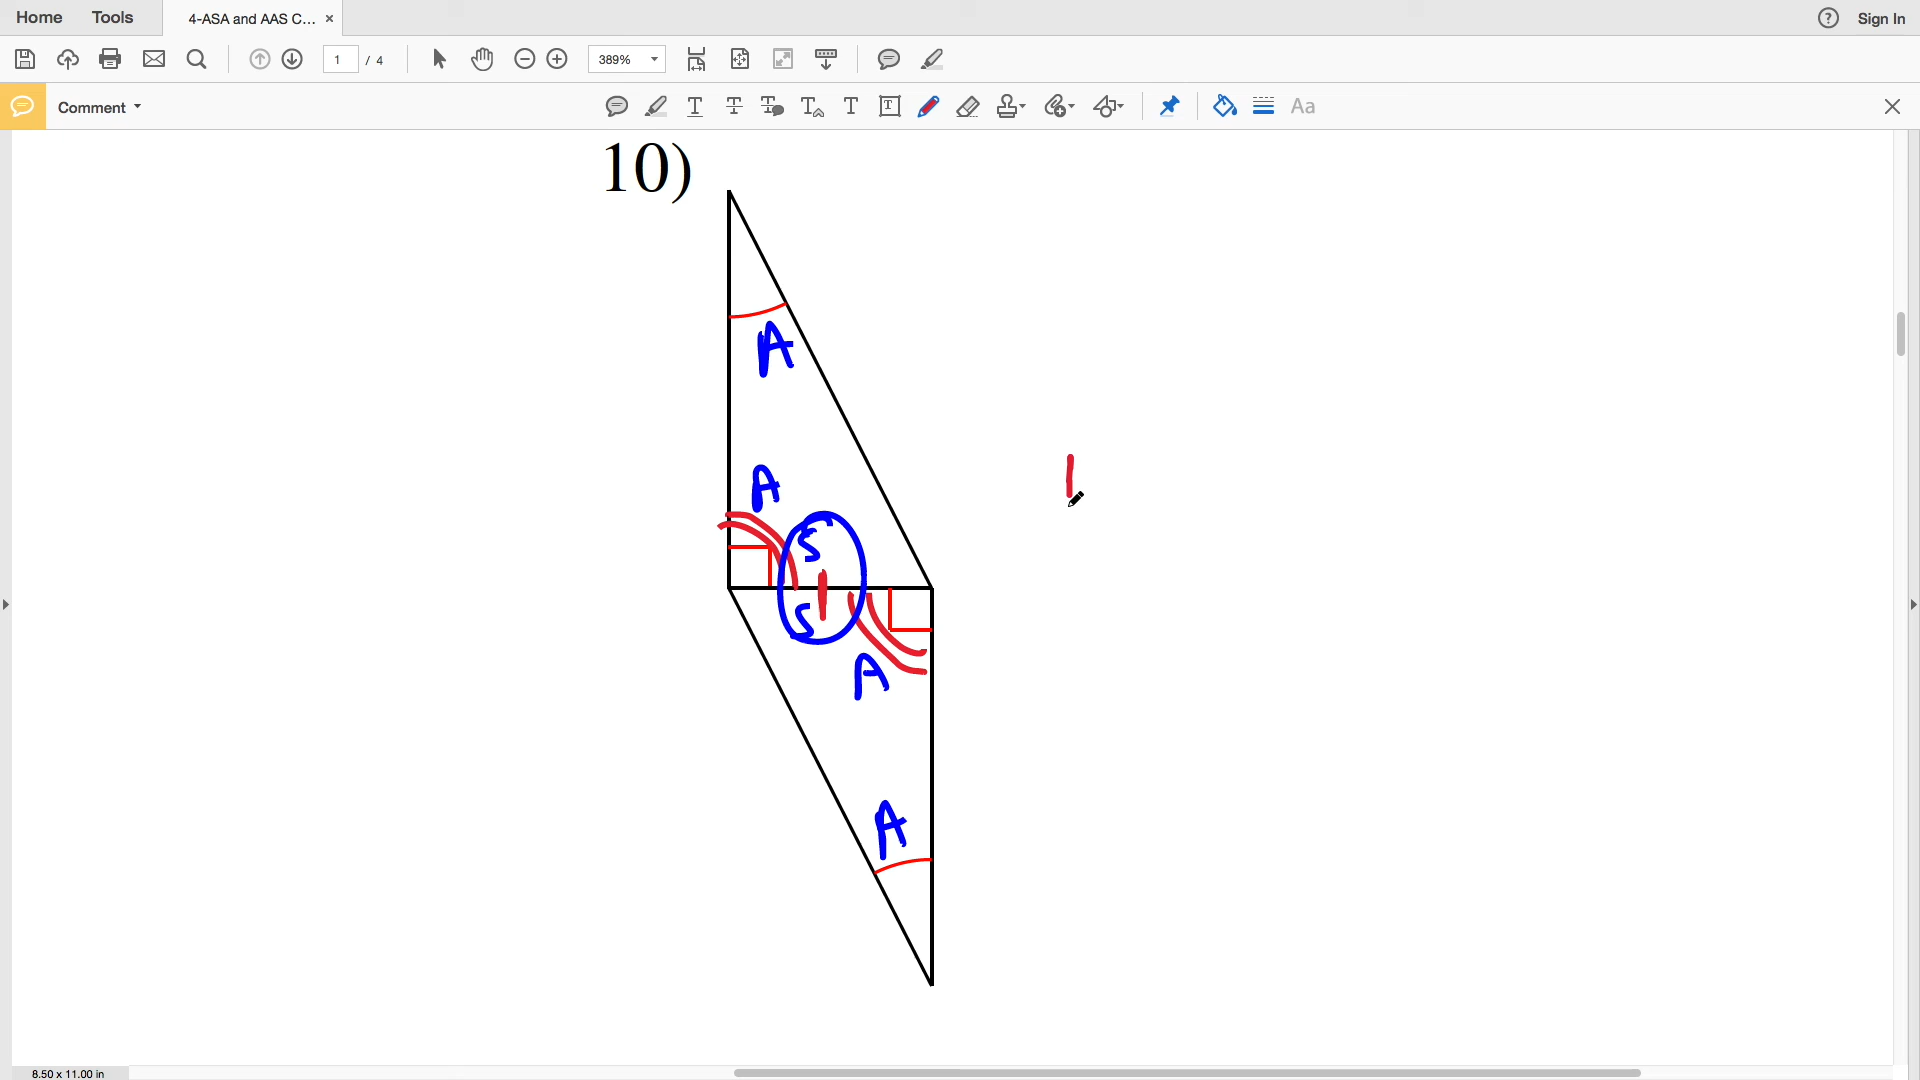 Home Tools 4-ASA and AAS C... × ? Sign In
1 / 4 389%
Comment T T T T T T Aa
10)
A
A
S
S
A
A
8.50 x 11.00 in